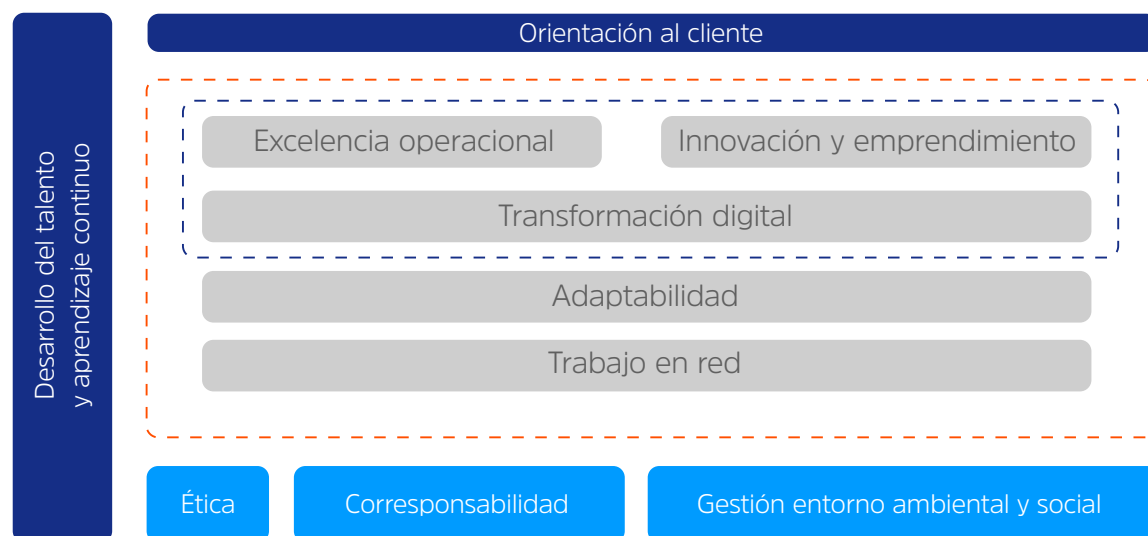 Orientación al cliente
Desarrollo del talento
y aprendizaje continuo
Excelencia operacional
Innovación y emprendimiento
Transformación digital
Adaptabilidad
Trabajo en red
Ética
Corresponsabilidad
Gestión entorno ambiental y social